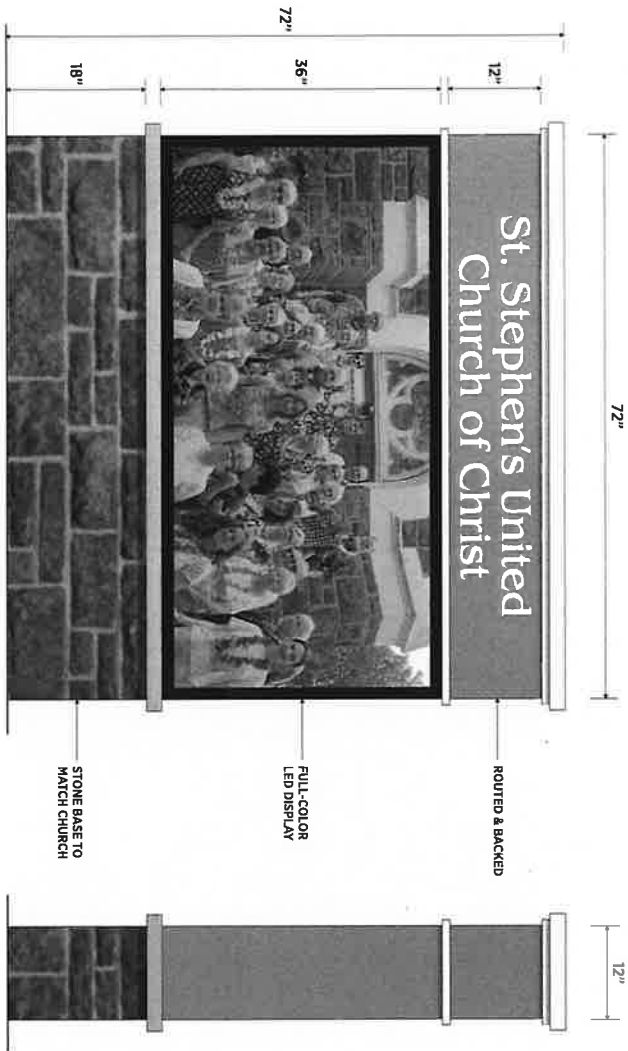 72"
72"
12"
36"
18"
St. Stephen's United
Church of Christ
ROUTED & BACKED
FULL-COLOR
LED DISPLAY
STONE BASE TO
MATCH CHURCH
12"